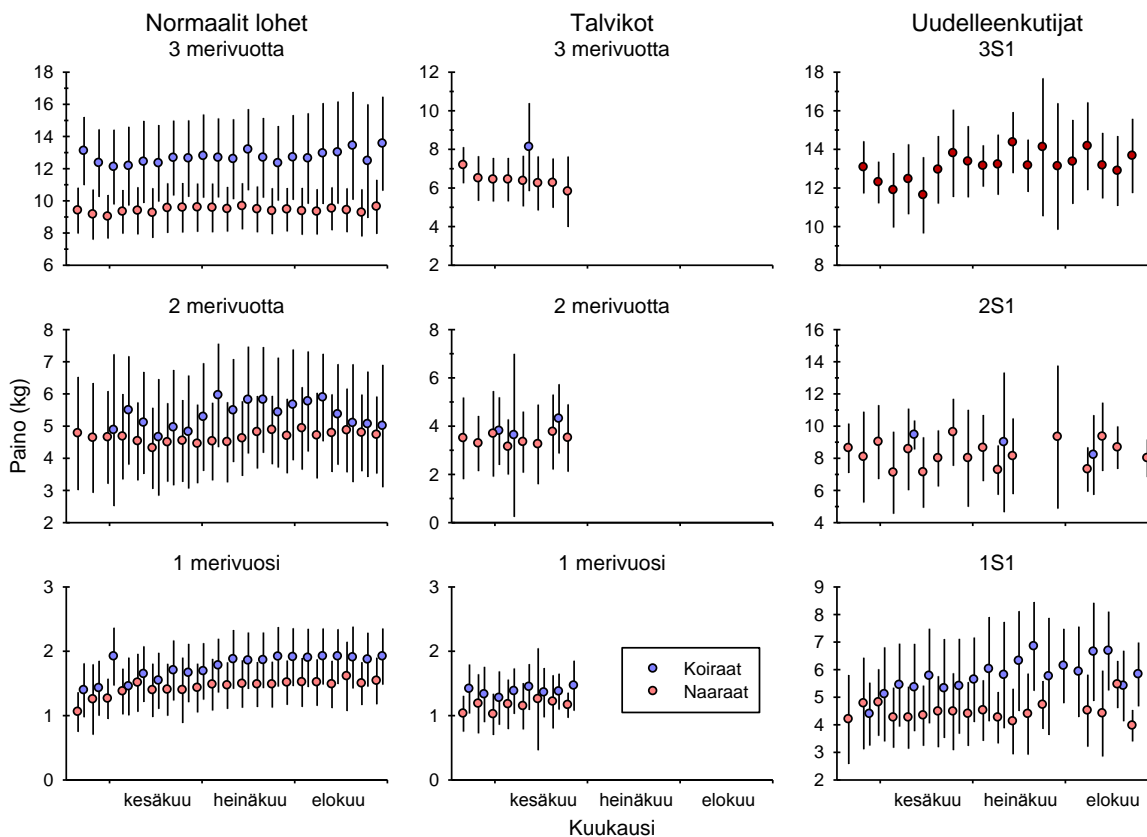 Normaalit lohet
Talvikot
Uudelleenkutijat
3 merivuotta
3 merivuotta
3S1
18
16
14
12
10
8
6
12
10
8
6
4
2
18
16
14
12
10
8
2 merivuotta
2 merivuotta
2S1
Paino (kg)
8
7
6
5
4
3
2
8
6
4
2
0
16
14
12
10
8
6
4
1 merivuosi
1 merivuosi
1S1
3
2
1
0
3
2
1
0
9
8
7
6
5
4
3
2
Koiraat
Naaraat
kesäkuu heinäkuu elokuu
kesäkuu heinäkuu elokuu
kesäkuu heinäkuu elokuu
Kuukausi